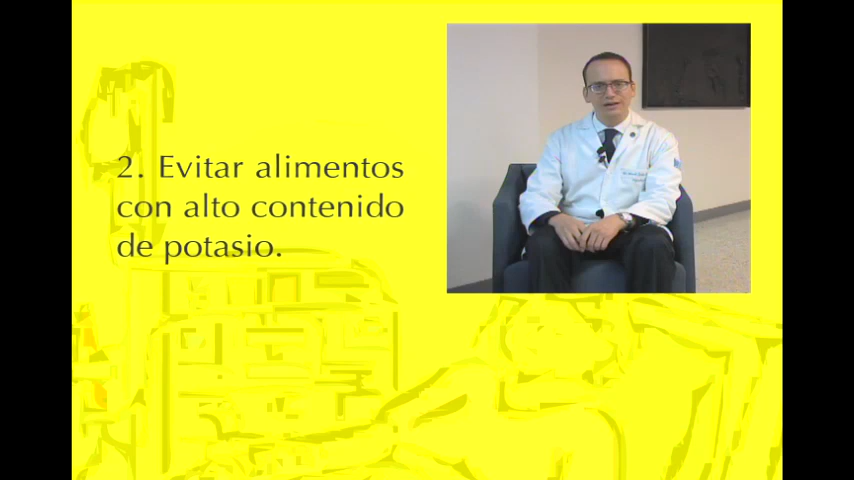 2. Evitar alimentos
con alto contenido
de potasio.